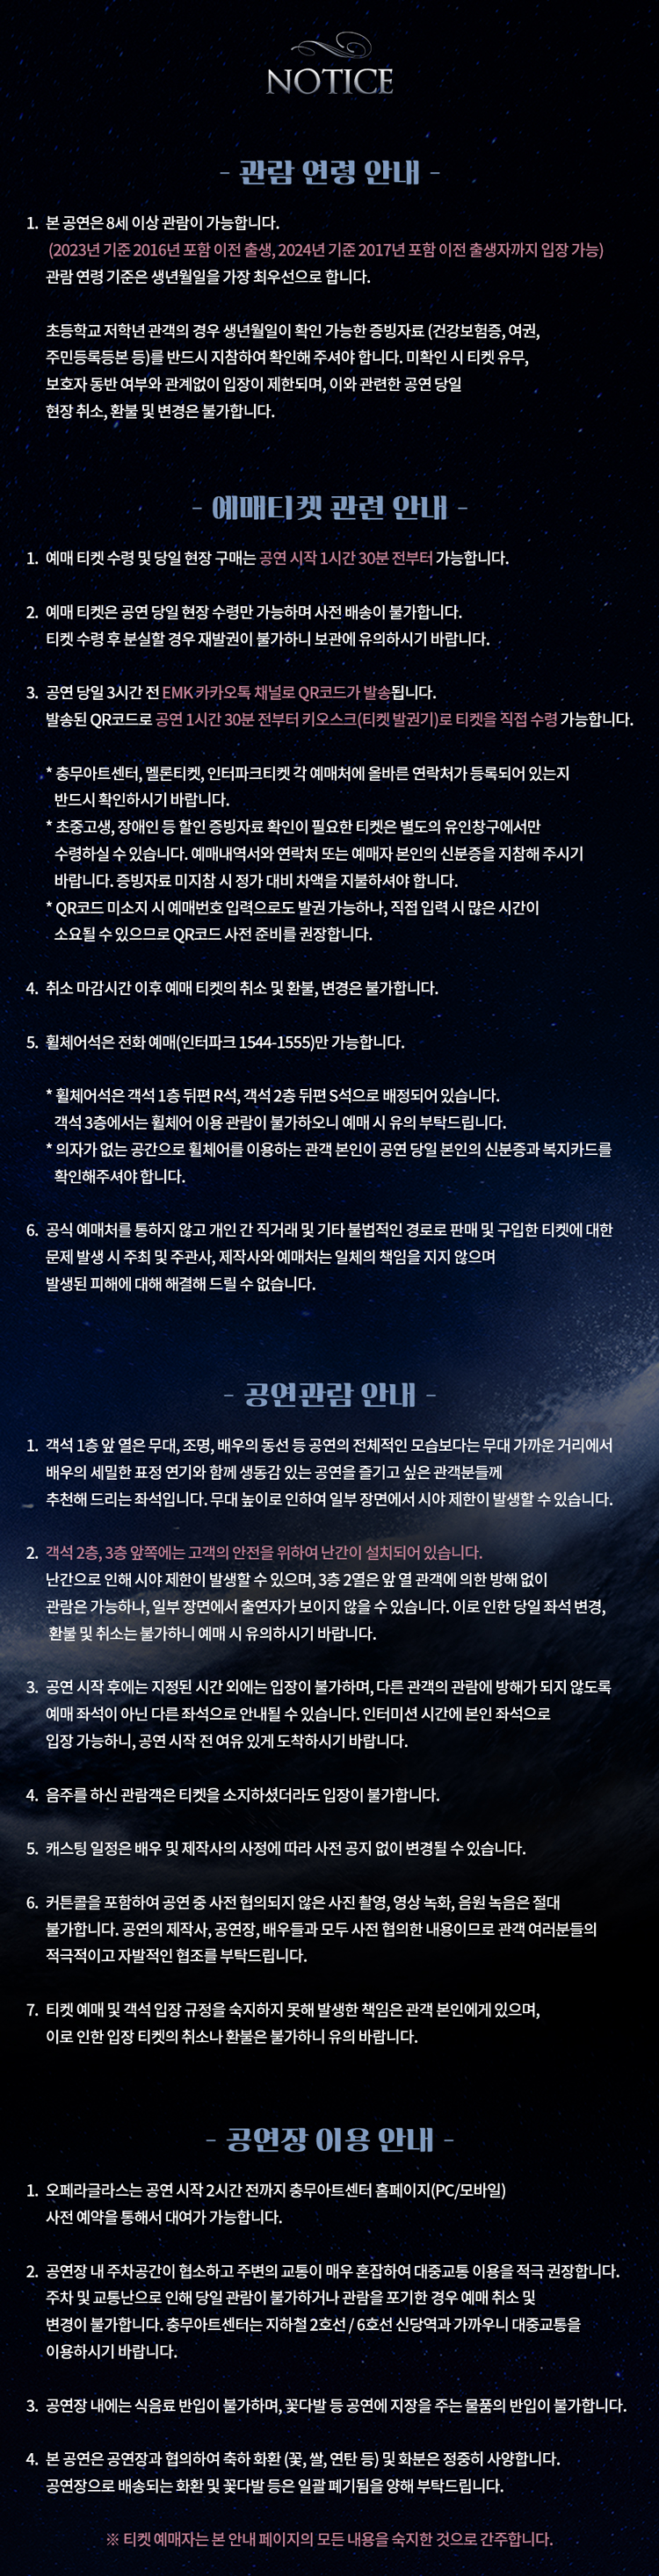 NOTICE
- 관람 연령 안내 -
1. 본 공연은 8세 이상 관람이 가능합니다.
(2023년 기준 2016년 포함 이전 출생, 2024년 기준 2017년 포함 이전 출생자까지 입장 가능)
관람 연령 기준은 생년월일을 가장 최우선으로 합니다.
초등학교 저학년 관객의 경우 생년월일이 확인 가능한 증빙자료 (건강보험증, 여권,
주민등록등본 등)를 반드시 지참하여 확인해 주셔야 합니다. 미확인 시 티켓 유무,
보호자 동반 여부와 관계없이 입장이 제한되며, 이와 관련한 공연 당일
현장 취소, 환불 및 변경은 불가합니다.
- 예매티켓 관련 안내 -
1. 예매 티켓 수령 및 당일 현장 구매는 공연 시작 1시간 30분 전부터 가능합니다.
2. 예매 티켓은 공연 당일 현장 수령만 가능하며 사전 배송이 불가합니다.
티켓 수령 후 분실할 경우 재발권이 불가하니 보관에 유의하시기 바랍니다.
3. 공연 당일 3시간 전 EMK 카카오톡 채널로 QR코드가 발송됩니다.
발송된 QR코드로 공연 1시간 30분 전부터 키오스크(티켓 발권기)로 티켓을 직접 수령 가능합니다.
* 충무아트센터, 멜론티켓, 인터파크티켓 각 예매처에 올바른 연락처가 등록되어 있는지
반드시 확인하시기 바랍니다.
* 초중고생, 장애인 등 할인 증빙자료 확인이 필요한 티켓은 별도의 유인창구에서만
수령하실 수 있습니다. 예매내역서와 연락처 또는 예매자 본인의 신분증을 지참해 주시기
바랍니다. 증빙자료 미지참 시 정가 대비 차액을 지불하셔야 합니다.
* QR코드 미소지 시 예매번호 입력으로도 발권 가능하나, 직접 입력 시 많은 시간이
소요될 수 있으므로 QR코드 사전 준비를 권장합니다.
4. 취소 마감시간 이후 예매 티켓의 취소 및 환불, 변경은 불가합니다.
5. 휠체어석은 전화 예매(인터파크 1544-1555)만 가능합니다.
* 휠체어석은 객석 1층 뒤편 R석, 객석 2층 뒤편 S석으로 배정되어 있습니다.
객석 3층에서는 휠체어 이용 관람이 불가하오니 예매 시 유의 부탁드립니다.
* 의자가 없는 공간으로 휠체어를 이용하는 관객 본인이 공연 당일 본인의 신분증과 복지카드를
확인해주셔야 합니다.
6. 공식 예매처를 통하지 않고 개인 간 직거래 및 기타 불법적인 경로로 판매 및 구입한 티켓에 대한
문제 발생 시 주최 및 주관사, 제작사와 예매처는 일체의 책임을 지지 않으며
발생된 피해에 대해 해결해 드릴 수 없습니다.
- 공연관람 안내 -
1. 객석 1층 앞 열은 무대, 조명, 배우의 동선 등 공연의 전체적인 모습보다는 무대 가까운 거리에서
배우의 세밀한 표정 연기와 함께 생동감 있는 공연을 즐기고 싶은 관객분들께
추천해 드리는 좌석입니다. 무대 높이로 인하여 일부 장면에서 시야 제한이 발생할 수 있습니다.
2. 객석 2층, 3층 앞쪽에는 고객의 안전을 위하여 난간이 설치되어 있습니다.
난간으로 인해 시야 제한이 발생할 수 있으며, 3층 2열은 앞 열 관객에 의한 방해 없이
관람은 가능하나, 일부 장면에서 출연자가 보이지 않을 수 있습니다. 이로 인한 당일 좌석 변경,
환불 및 취소는 불가하니 예매 시 유의하시기 바랍니다.
3. 공연 시작 후에는 지정된 시간 외에는 입장이 불가하며, 다른 관객의 관람에 방해가 되지 않도록
예매 좌석이 아닌 다른 좌석으로 안내될 수 있습니다. 인터미션 시간에 본인 좌석으로
입장 가능하니, 공연 시작 전 여유 있게 도착하시기 바랍니다.
4. 음주를 하신 관람객은 티켓을 소지하셨더라도 입장이 불가합니다.
5. 캐스팅 일정은 배우 및 제작사의 사정에 따라 사전 공지 없이 변경될 수 있습니다.
6. 커튼콜을 포함하여 공연 중 사전 협의되지 않은 사진 촬영, 영상 녹화, 음원 녹음은 절대
불가합니다. 공연의 제작사, 공연장, 배우들과 모두 사전 협의한 내용이므로 관객 여러분들의
적극적이고 자발적인 협조를 부탁드립니다.
7. 티켓 예매 및 객석 입장 규정을 숙지하지 못해 발생한 책임은 관객 본인에게 있으며,
이로 인한 입장 티켓의 취소나 환불은 불가하니 유의 바랍니다.
- 공연장 이용 안내 -
1. 오페라글라스는 공연 시작 2시간 전까지 충무아트센터 홈페이지(PC/모바일)
사전 예약을 통해서 대여가 가능합니다.
2. 공연장 내 주차공간이 협소하고 주변의 교통이 매우 혼잡하여 대중교통 이용을 적극 권장합니다.
주차 및 교통난으로 인해 당일 관람이 불가하거나 관람을 포기한 경우 예매 취소 및
변경이 불가합니다. 충무아트센터는 지하철 2호선 / 6호선 신당역과 가까우니 대중교통을
이용하시기 바랍니다.
3. 공연장 내에는 식음료 반입이 불가하며, 꽃다발 등 공연에 지장을 주는 물품의 반입이 불가합니다.
4. 본 공연은 공연장과 협의하여 축하 화환 (꽃, 쌀, 연탄 등) 및 화분은 정중히 사양합니다.
공연장으로 배송되는 화환 및 꽃다발 등은 일괄 폐기됨을 양해 부탁드립니다.
※ 티켓 예매자는 본 안내 페이지의 모든 내용을 숙지한 것으로 간주합니다.